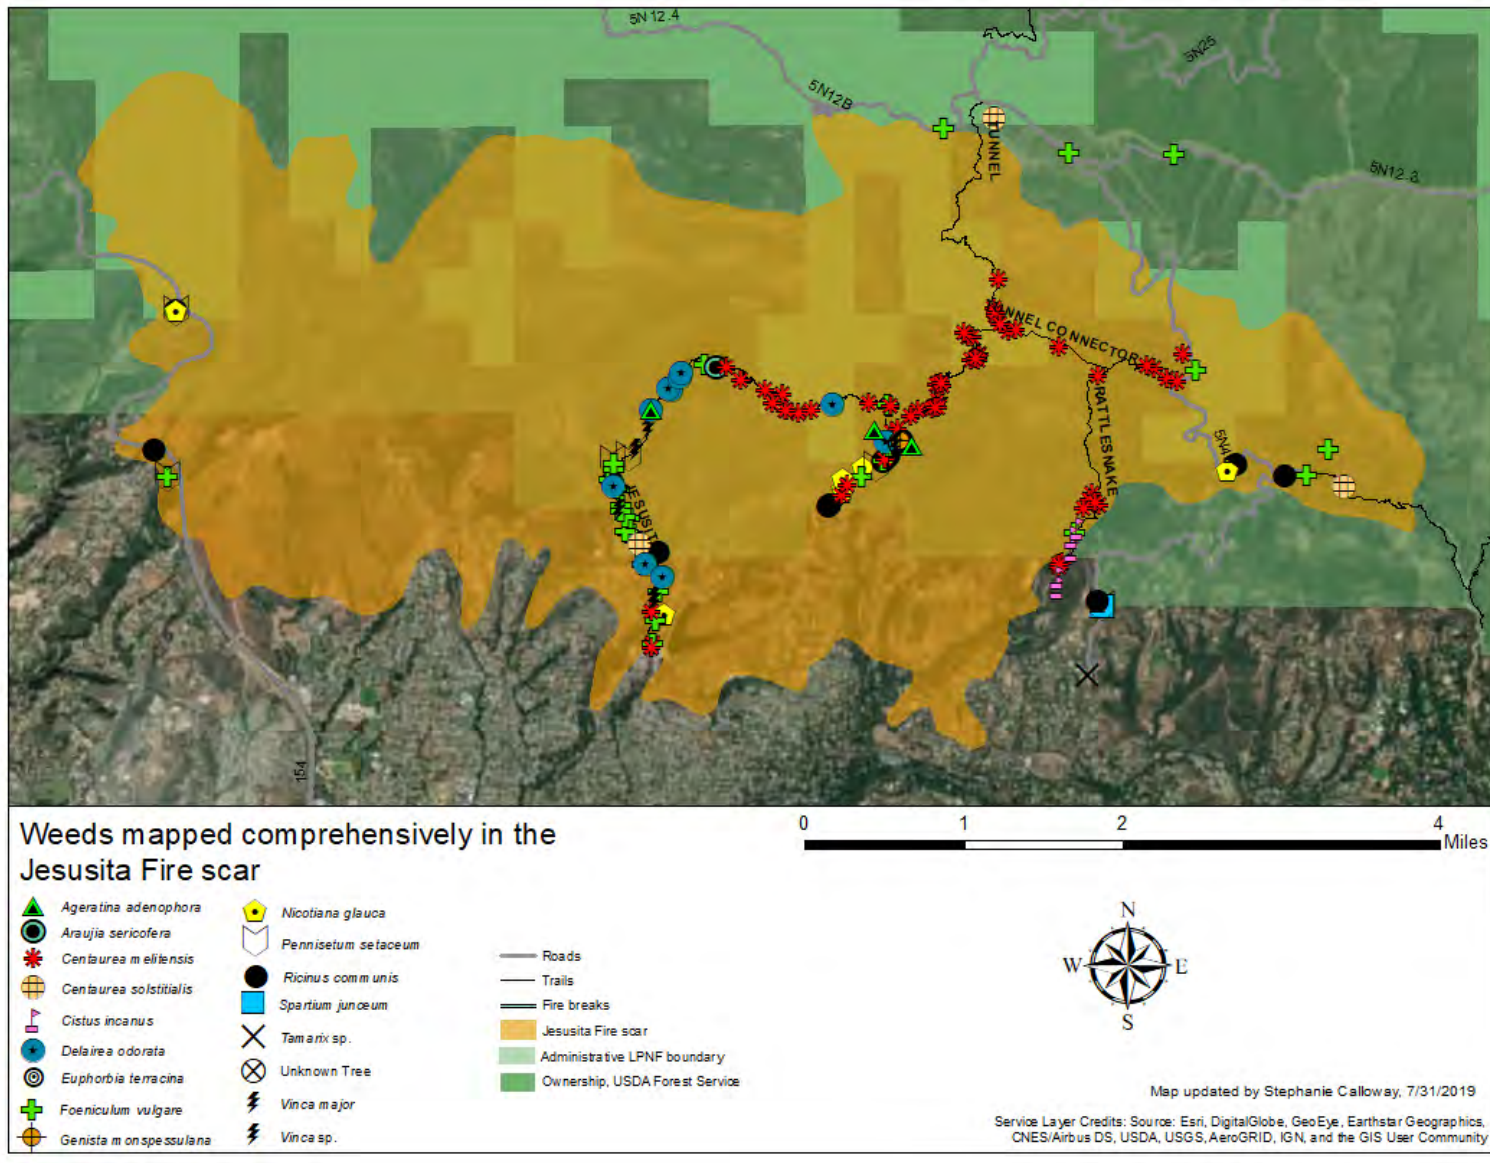 5N 12.4
5N25
5N12B
TUNNEL
5N12.3
TUNNEL CONNECTOR
RATTLESNAKE
5N4
JESUSIT
154
Weeds mapped comprehensively in the
Jesusita Fire scar
Ageratina adenophora
Araujia sericofera
Centaurea melitensis
Centaurea solstitialis
Cistus incanus
Delairea odorata
Euphorbia terracina
Foeniculum vulgare
Genista monspessulana
Nicotiana glauca
Pennisetum setaceum
Ricinus communis
Spartium junceum
Tamarix sp.
Unknown Tree
Vinca major
Vinca sp.
Roads
Trails
Fire breaks
Jesusita Fire scar
Administrative LPNF boundary
Ownership, USDA Forest Service
0 1 2 4
Miles
N
W E
S
Map updated by Stephanie Calloway, 7/31/2019
Service Layer Credits: Source: Esri, DigitalGlobe, GeoEye, Earthstar Geographics,
CNES/Airbus DS, USDA, USGS, AeroGRID, IGN, and the GIS User Community